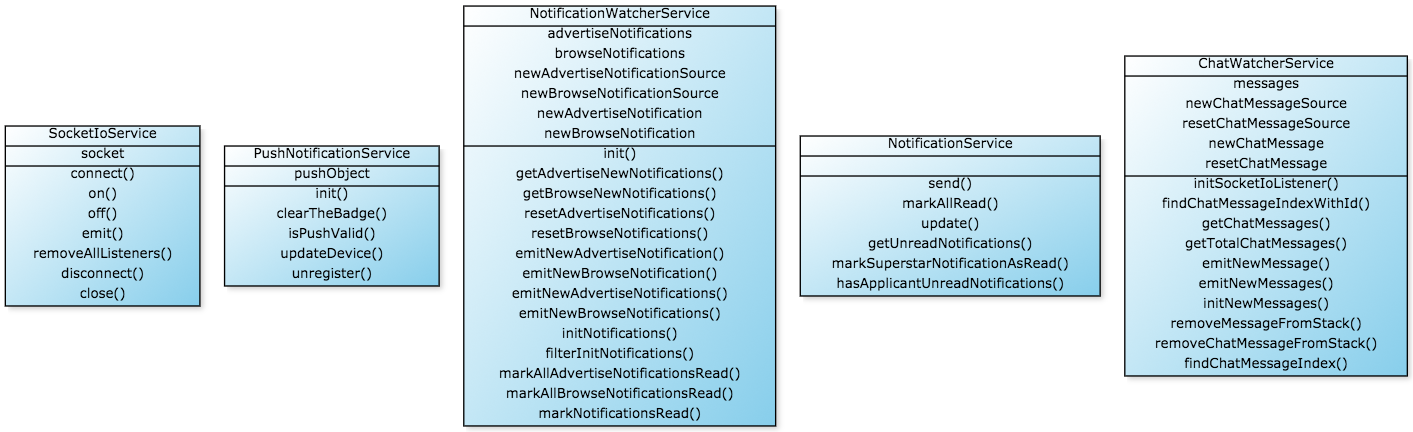 SocketIoService
socket
connect()
on()
off()
emit()
removeAllListeners()
disconnect()
close()
PushNotificationService
pushObject
init()
clearTheBadge()
isPushValid()
updateDevice()
unregister()
NotificationWatcherService
advertiseNotifications
browseNotifications
newAdvertiseNotificationSource
newBrowseNotificationSource
newAdvertiseNotification
newBrowseNotification
init()
getAdvertiseNewNotifications()
getBrowseNewNotifications()
resetAdvertiseNotifications()
resetBrowseNotifications()
emitNewAdvertiseNotification()
emitNewBrowseNotification()
emitNewAdvertiseNotifications()
emitNewBrowseNotifications()
initNotifications()
filterInitNotifications()
markAllAdvertiseNotificationsRead()
markAllBrowseNotificationsRead()
markNotificationsRead()
NotificationService
send()
markAllRead()
update()
getUnreadNotifications()
markSuperstarNotificationAsRead()
hasApplicantUnreadNotifications()
ChatWatcherService
messages
newChatMessageSource
resetChatMessageSource
newChatMessage
resetChatMessage
initSocketIoListener()
findChatMessageIndexWithId()
getChatMessages()
getTotalChatMessages()
emitNewMessage()
emitNewMessages()
initNewMessages()
removeMessageFromStack()
removeChatMessageFromStack()
findChatMessageIndex()